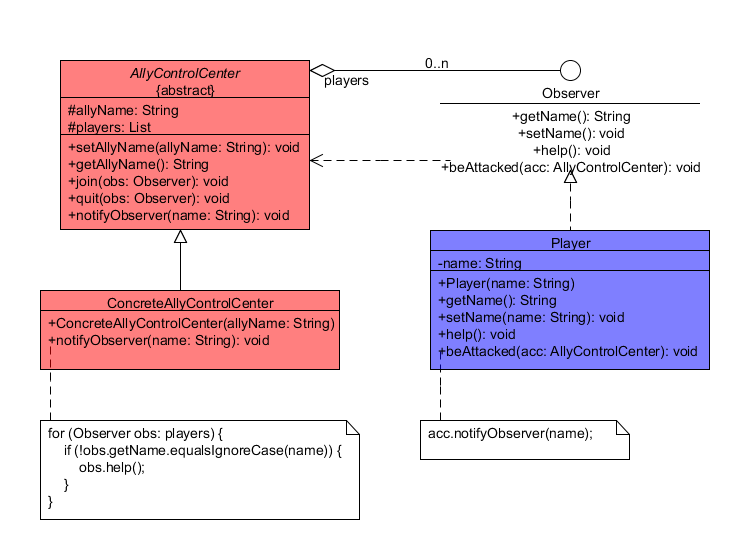 AllyControlCenter
{abstract}
#allyName: String
#players: List
+setAllyName(allyName: String): void
+getAllyName(): String
+join(obs: Observer): void
+quit(obs: Observer): void
+notifyObserver(name: String): void
0..n
players
Observer
+getName(): String
+setName(): void
+help(): void
+beAttacked(acc: AllyControlCenter): void
Player
-name: String
+Player(name: String)
+getName(): String
+setName(name: String): void
+help(): void
+beAttacked(acc: AllyControlCenter): void
ConcreteAllyControlCenter
+ConcreteAllyControlCenter(allyName: String)
+notifyObserver(name: String): void
for (Observer obs: players) {
if (!obs.getName.equalsIgnoreCase(name)) {
obs.help();
}
}
acc.notifyObserver(name);